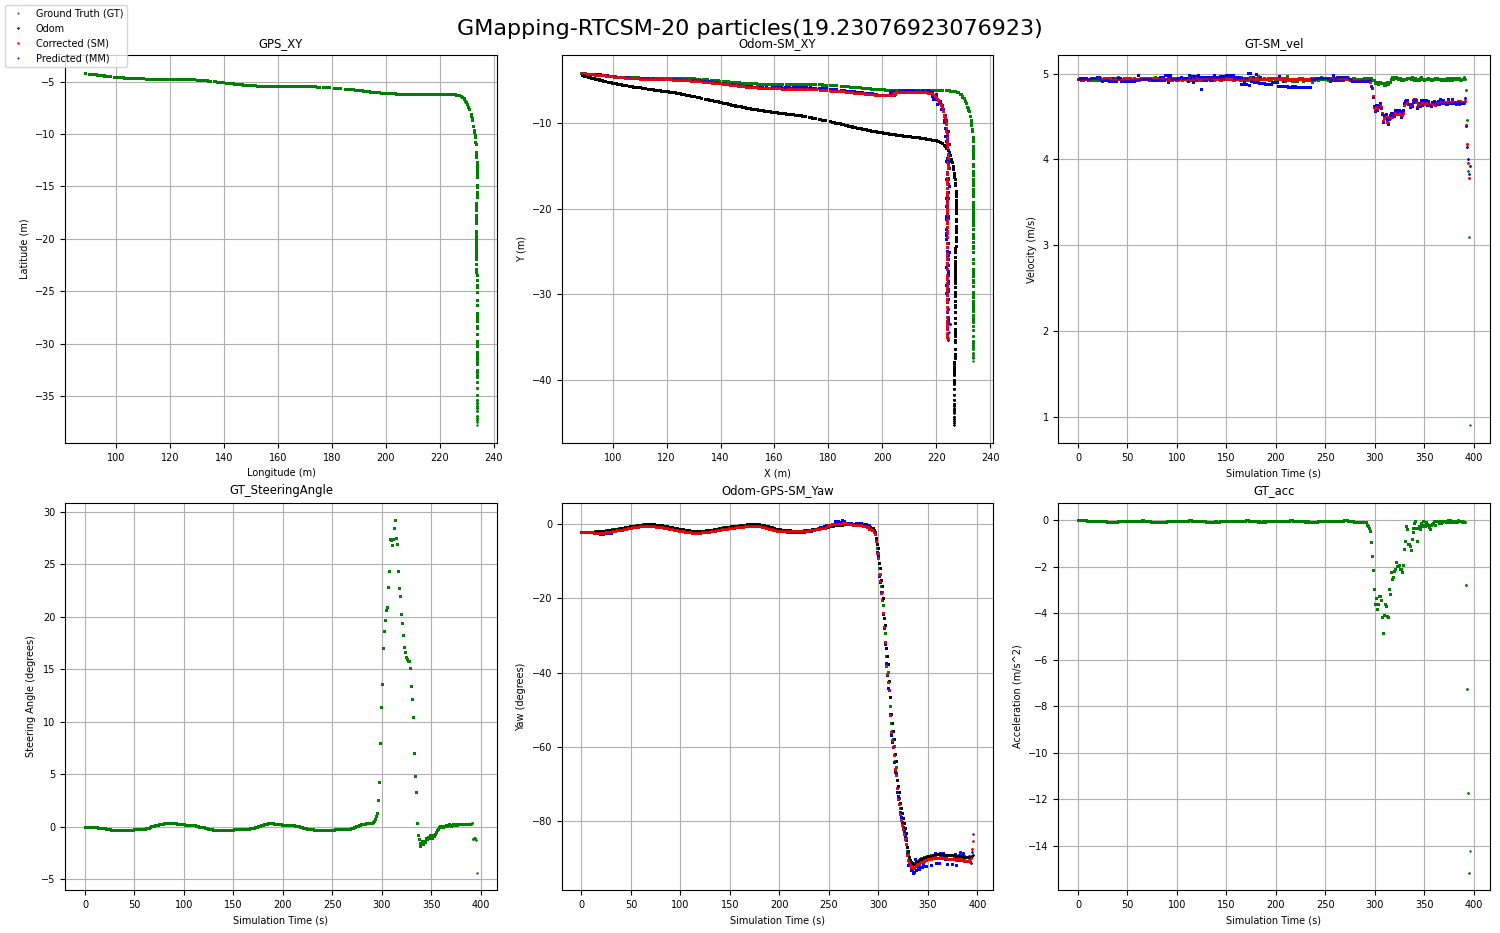 GMapping-RTCSM-20 particles(19.23076923076923)
Ground Truth (GT)
Odom
Corrected (SM)
Predicted (MM)
GPS_XY
−5
−10
−15
−20
−25
−30
−35
Latitude (m)
100 120 140 160 180 200 220 240
Longitude (m)
Odom-SM_XY
−10
−20
−30
−40
Y (m)
100 120 140 160 180 200 220 240
X (m)
GT-SM_vel
5
4
3
2
1
Velocity (m/s)
0 50 100 150 200 250 300 350 400
Simulation Time (s)
GT_SteeringAngle
30
25
20
15
10
5
0
−5
Steering Angle (degrees)
0 50 100 150 200 250 300 350 400
Simulation Time (s)
Odom-GPS-SM_Yaw
0
−20
−40
−60
−80
Yaw (degrees)
0 50 100 150 200 250 300 350 400
Simulation Time (s)
GT_acc
0
−2
−4
−6
−8
−10
−12
−14
Acceleration (m/s^2)
0 50 100 150 200 250 300 350 400
Simulation Time (s)